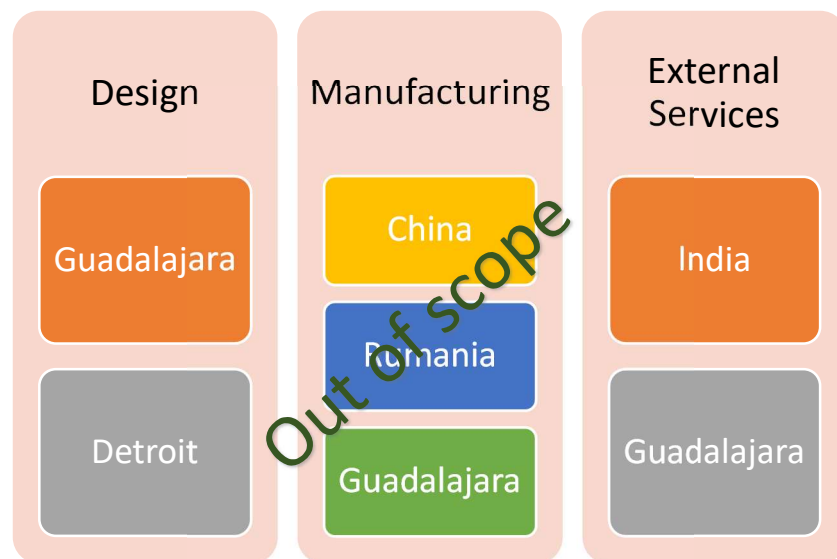 Design
Guadalajara
Detroit
Manufacturing
China
Rumania
Guadalajara
Out of scope
External
Services
India
Guadalajara